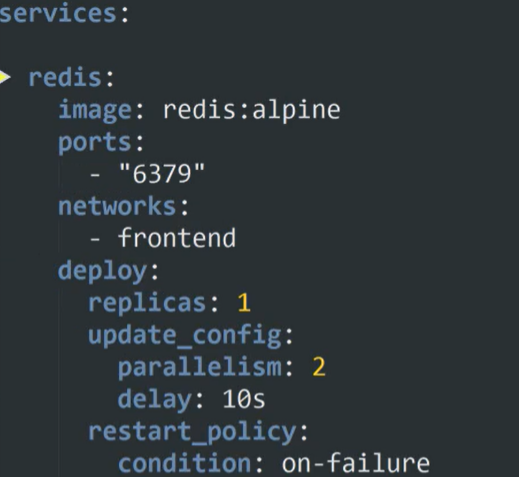 services:
redis:
image: redis:alpine
ports:
- "6379"
networks:
- frontend
deploy:
replicas: 1
update_config:
parallelism: 2
delay: 10s
restart_policy:
condition: on-failure